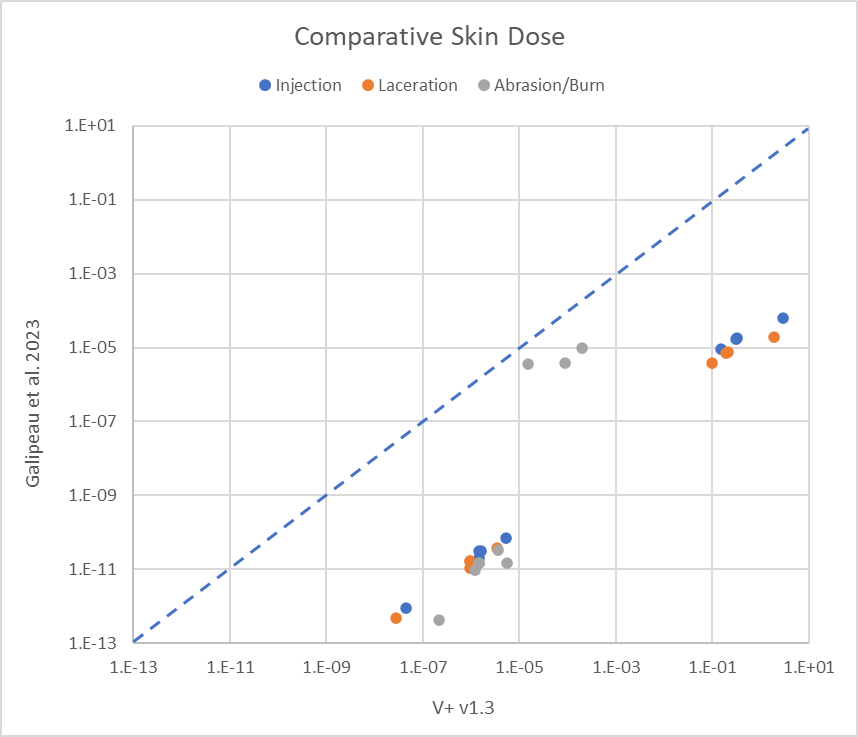 Comparative Skin Dose
Injection Laceration Abrasion/Burn
1.E+01
1.E-01
1.E-03
1.E-05
1.E-07
1.E-09
1.E-11
1.E-13
Galipeau et al. 2023
1.E-13 1.E-11 1.E-09 1.E-07 1.E-05 1.E-03 1.E-01 1.E+01
V+ v1.3